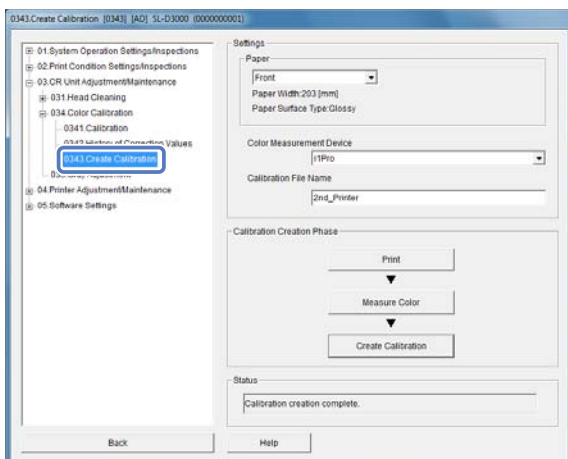 0343.Create Calibration [0343] [AD] SL-D3000 (0000000001)
01.System Operation Settings/Inspections
02.Print Condition Settings/Inspections
03.CR Unit Adjustment/Maintenance
031.Head Cleaning
034.Color Calibration
0341.Calibration
0342.History of Correction Values
0343.Create Calibration
04.Printer Adjustment/Maintenance
05.Software Settings
Back
Settings
Paper
Front
Paper Width:203 [mm]
Paper Surface Type:Glossy
Color Measurement Device
i1Pro
Calibration File Name
2nd_Printer
Calibration Creation Phase
Print
Measure Color
Create Calibration
Status
Calibration creation complete.
Help